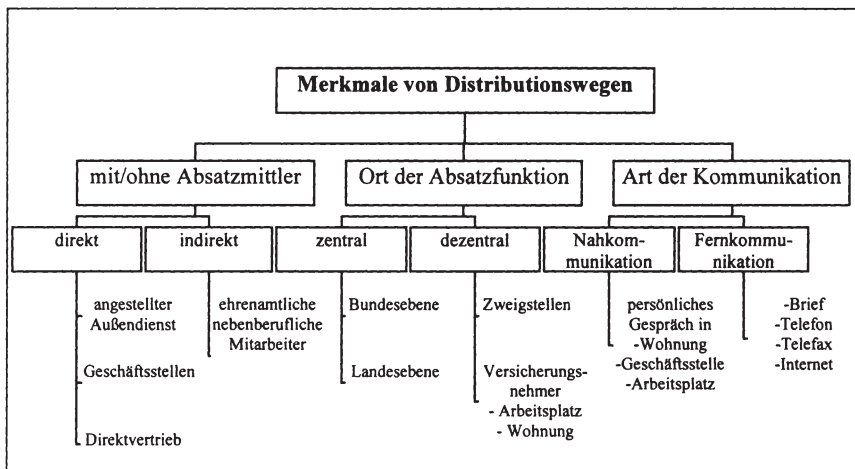 Merkmale von Distributionswegen
mit/ohne Absatzmittler
Ort der Absatzfunktion
Art der Kommunikation
direkt
indirekt
zentral
dezentral
Nahkom-
munikation
Fernkommu-
nikation
angestellter
Außendienst
Geschäftsstellen
Direktvertrieb
ehrenamtliche
nebenberufliche
Mitarbeiter
Bundesebene
Landesebene
Zweigstellen
Versicherungs-
nehmer
- Arbeitsplatz
- Wohnung
persönliches
Gespräch in
-Wohnung
-Geschäftsstelle
-Arbeitsplatz
-Brief
-Telefon
-Telefax
-Internet